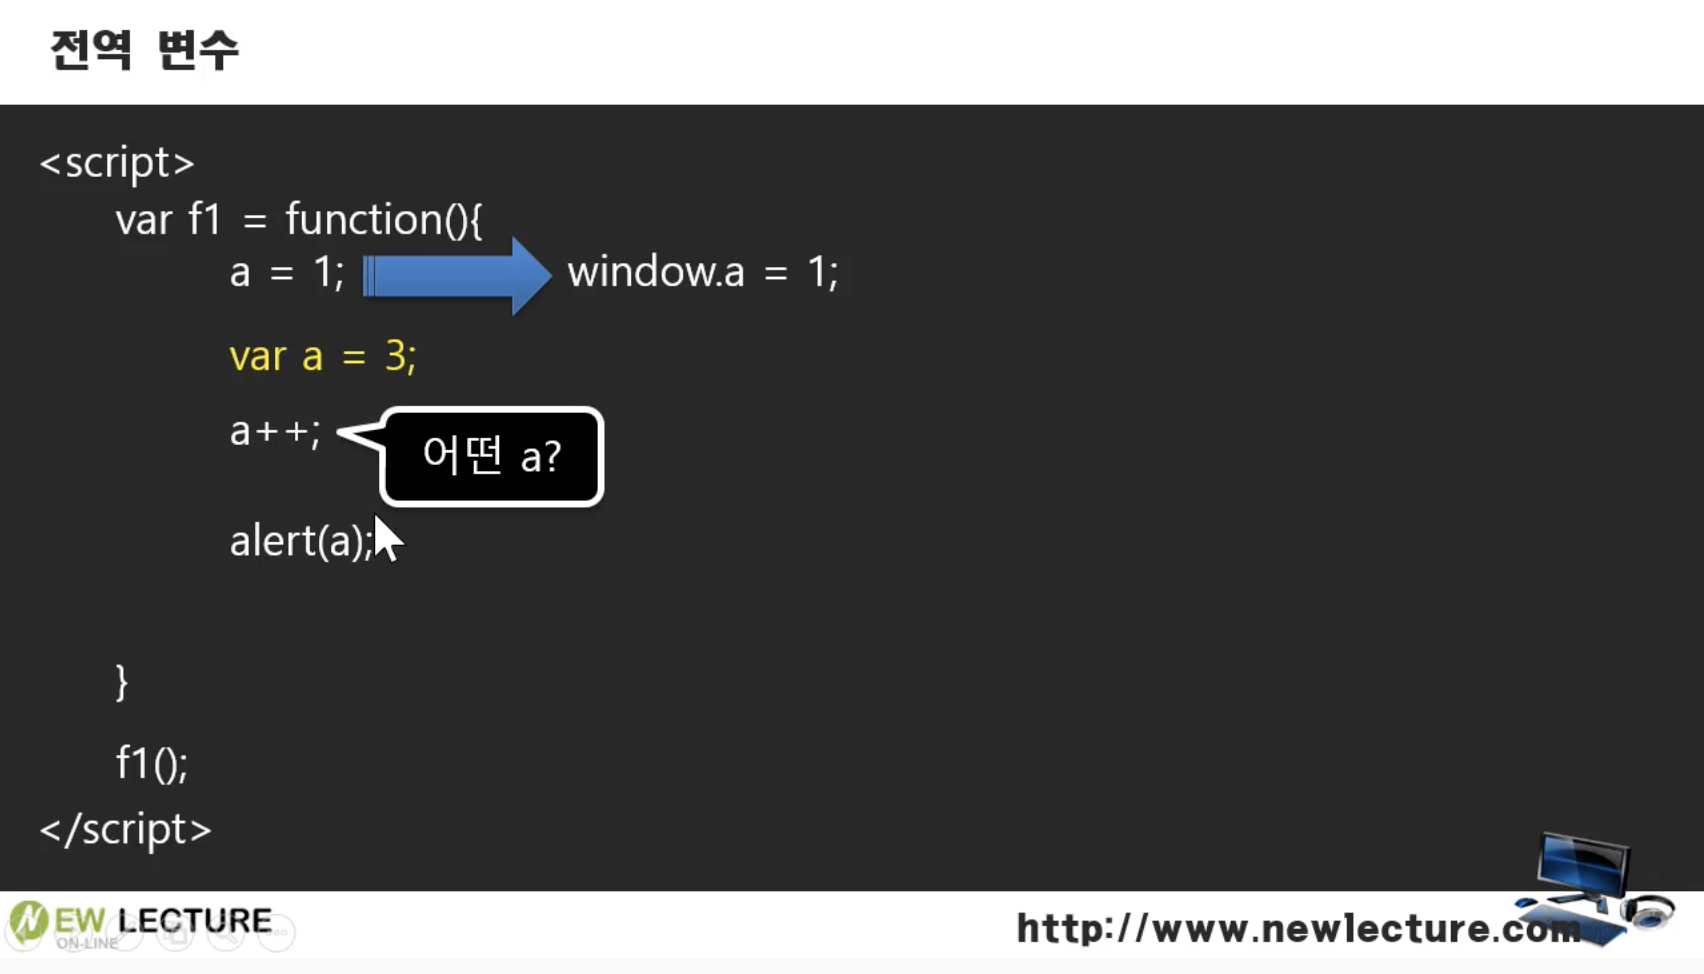 전역 변수
<script>
var f1 = function(){
a = 1; window.a = 1;
var a = 3;
a++; 어떤 a?
alert(a);
}
f1();
</script>
NEW LECTURE
ON-LINE
http://www.newlecture.com